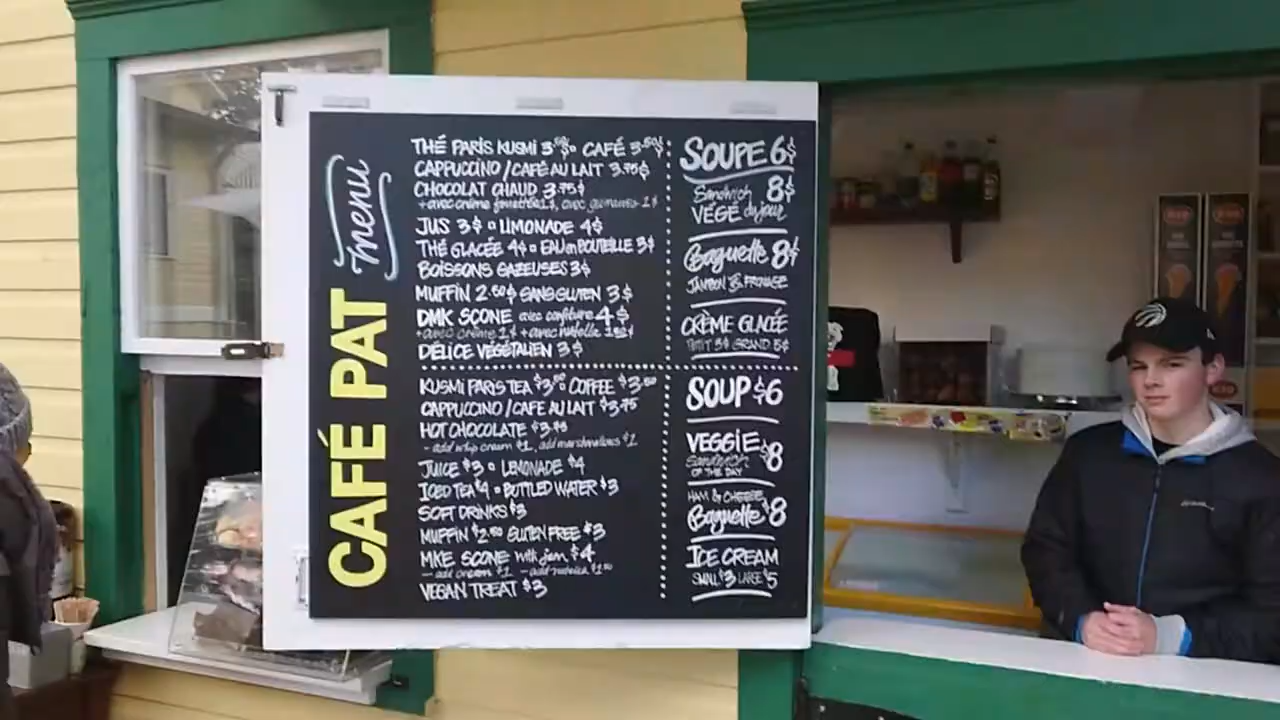 menu
CAFÉ PAT
THÉ PARIS KUSMI 3.50$ CAFÉ 3.50$
CAPPUCCINO/CAFÉ AU LAIT 3.75$
CHOCOLAT CHAUD 3.75$
+avec crème fouettée 1$, avec guimauves 1$
JUS 3$ LIMONADE 4$
THÉ GLACÉE 4$ EAU en BOUTEILLE 3$
BOISSONS GAZEUSES 3$
MUFFIN 2.50$ SANS GLUTEN 3$
DMK SCONE avec confiture 4$
+avec crème 1$ +avec nutella
DÉLICE VÉGÉTALIEN 3$
SOUPE 6$
Sandwich 8$
VÉGÉ du jour
Baguette 8$
JAMBON & FROMAGE
CRÈME GLACÉE
PETIT 3$ GRAND 5$
KUSMI PARIS TEA $3.50 COFFEE $3.50
CAPPUCCINO/CAFE AU LAIT $3.75
HOT CHOCOLATE $3.75
- add whip cream $1, add marshmallows $1
JUICE $3 LEMONADE $4
ICED TEA $4 BOTTLED WATER $3
SOFT DRINKS $3
MUFFIN $2.50 GLUTEN FREE $3
MKE SCONE with jam $4
- add cream $1 - add nutella
VEGAN TREAT $3
SOUP $6
VEGGIE $8
Sandwich
OF THE DAY
HAM & CHEESE
Baguette $8
ICE CREAM
SMALL $3 LARGE $5